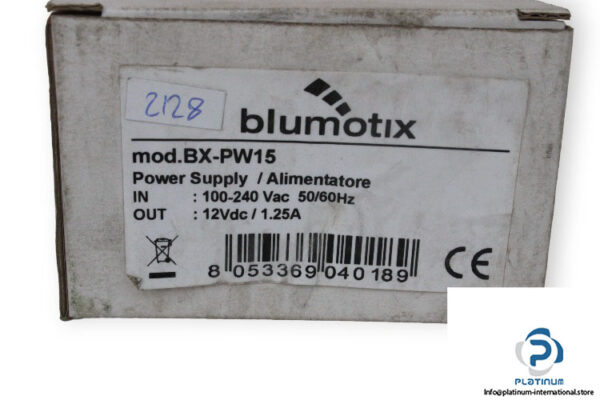 2128
blumotix
mod.BX-PW15
Power Supply / Alimentatore
IN : 100-240 Vac 50/60Hz
OUT : 12Vdc / 1.25A
8 053369 040189
CE
PLATINUM
Info@platinum-international.store